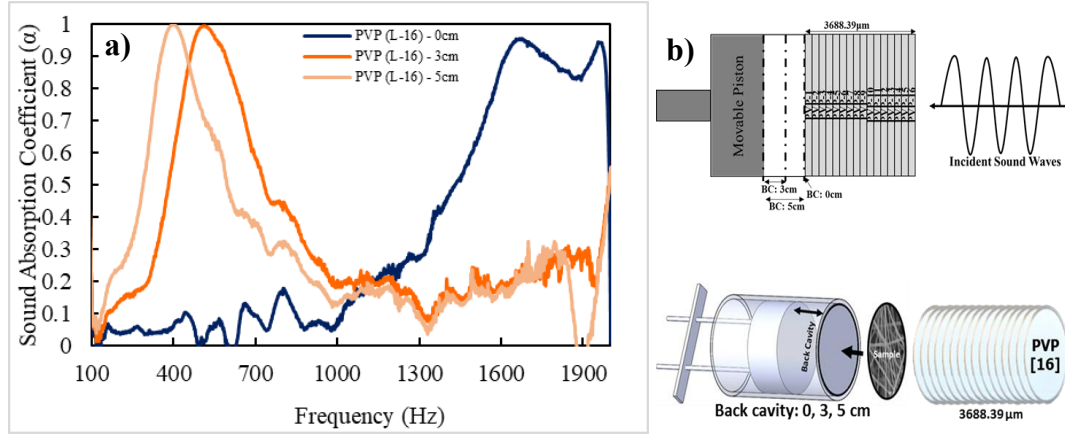 a)
Sound Absorption Coefficient (α)
1
0.9
0.8
0.7
0.6
0.5
0.4
0.3
0.2
0.1
0
PVP (L-16) - 0cm
PVP (L-16) - 3cm
PVP (L-16) - 5cm
100 400 700 1000 1300 1600 1900
Frequency (Hz)
b)
3688.39μm
Movable Piston
Incident Sound Waves
BC: 3cm
BC: 0cm
BC: 5cm
Back Cavity
Sample
PVP
[16]
Back cavity: 0, 3, 5 cm
3688.39 μm